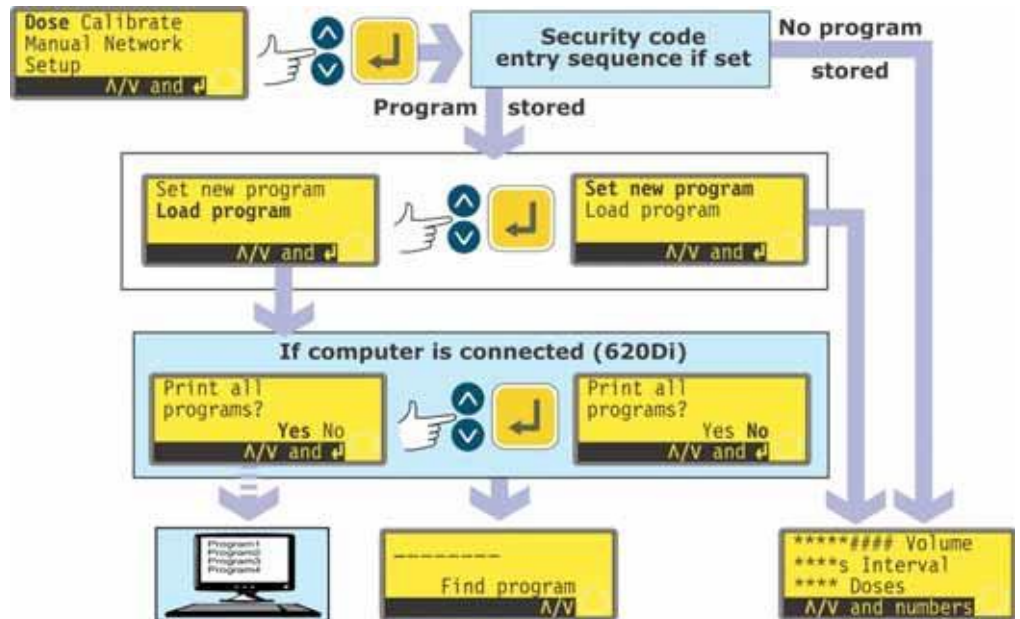 Dose Calibrate
Manual Network
Setup
Λ/V and ↵
Security code
entry sequence if set
No program
stored
Program stored
Set new program
Load program
Λ/V and ↵
Set new program
Load program
Λ/V and ↵
If computer is connected (620Di)
Print all
programs?
Yes No
Λ/V and ↵
Print all
programs?
Yes No
Λ/V and ↵
Program1
Program2
Program3
Program4
--------
Find program
Λ/V
*****#### Volume
****s Interval
**** Doses
Λ/V and numbers